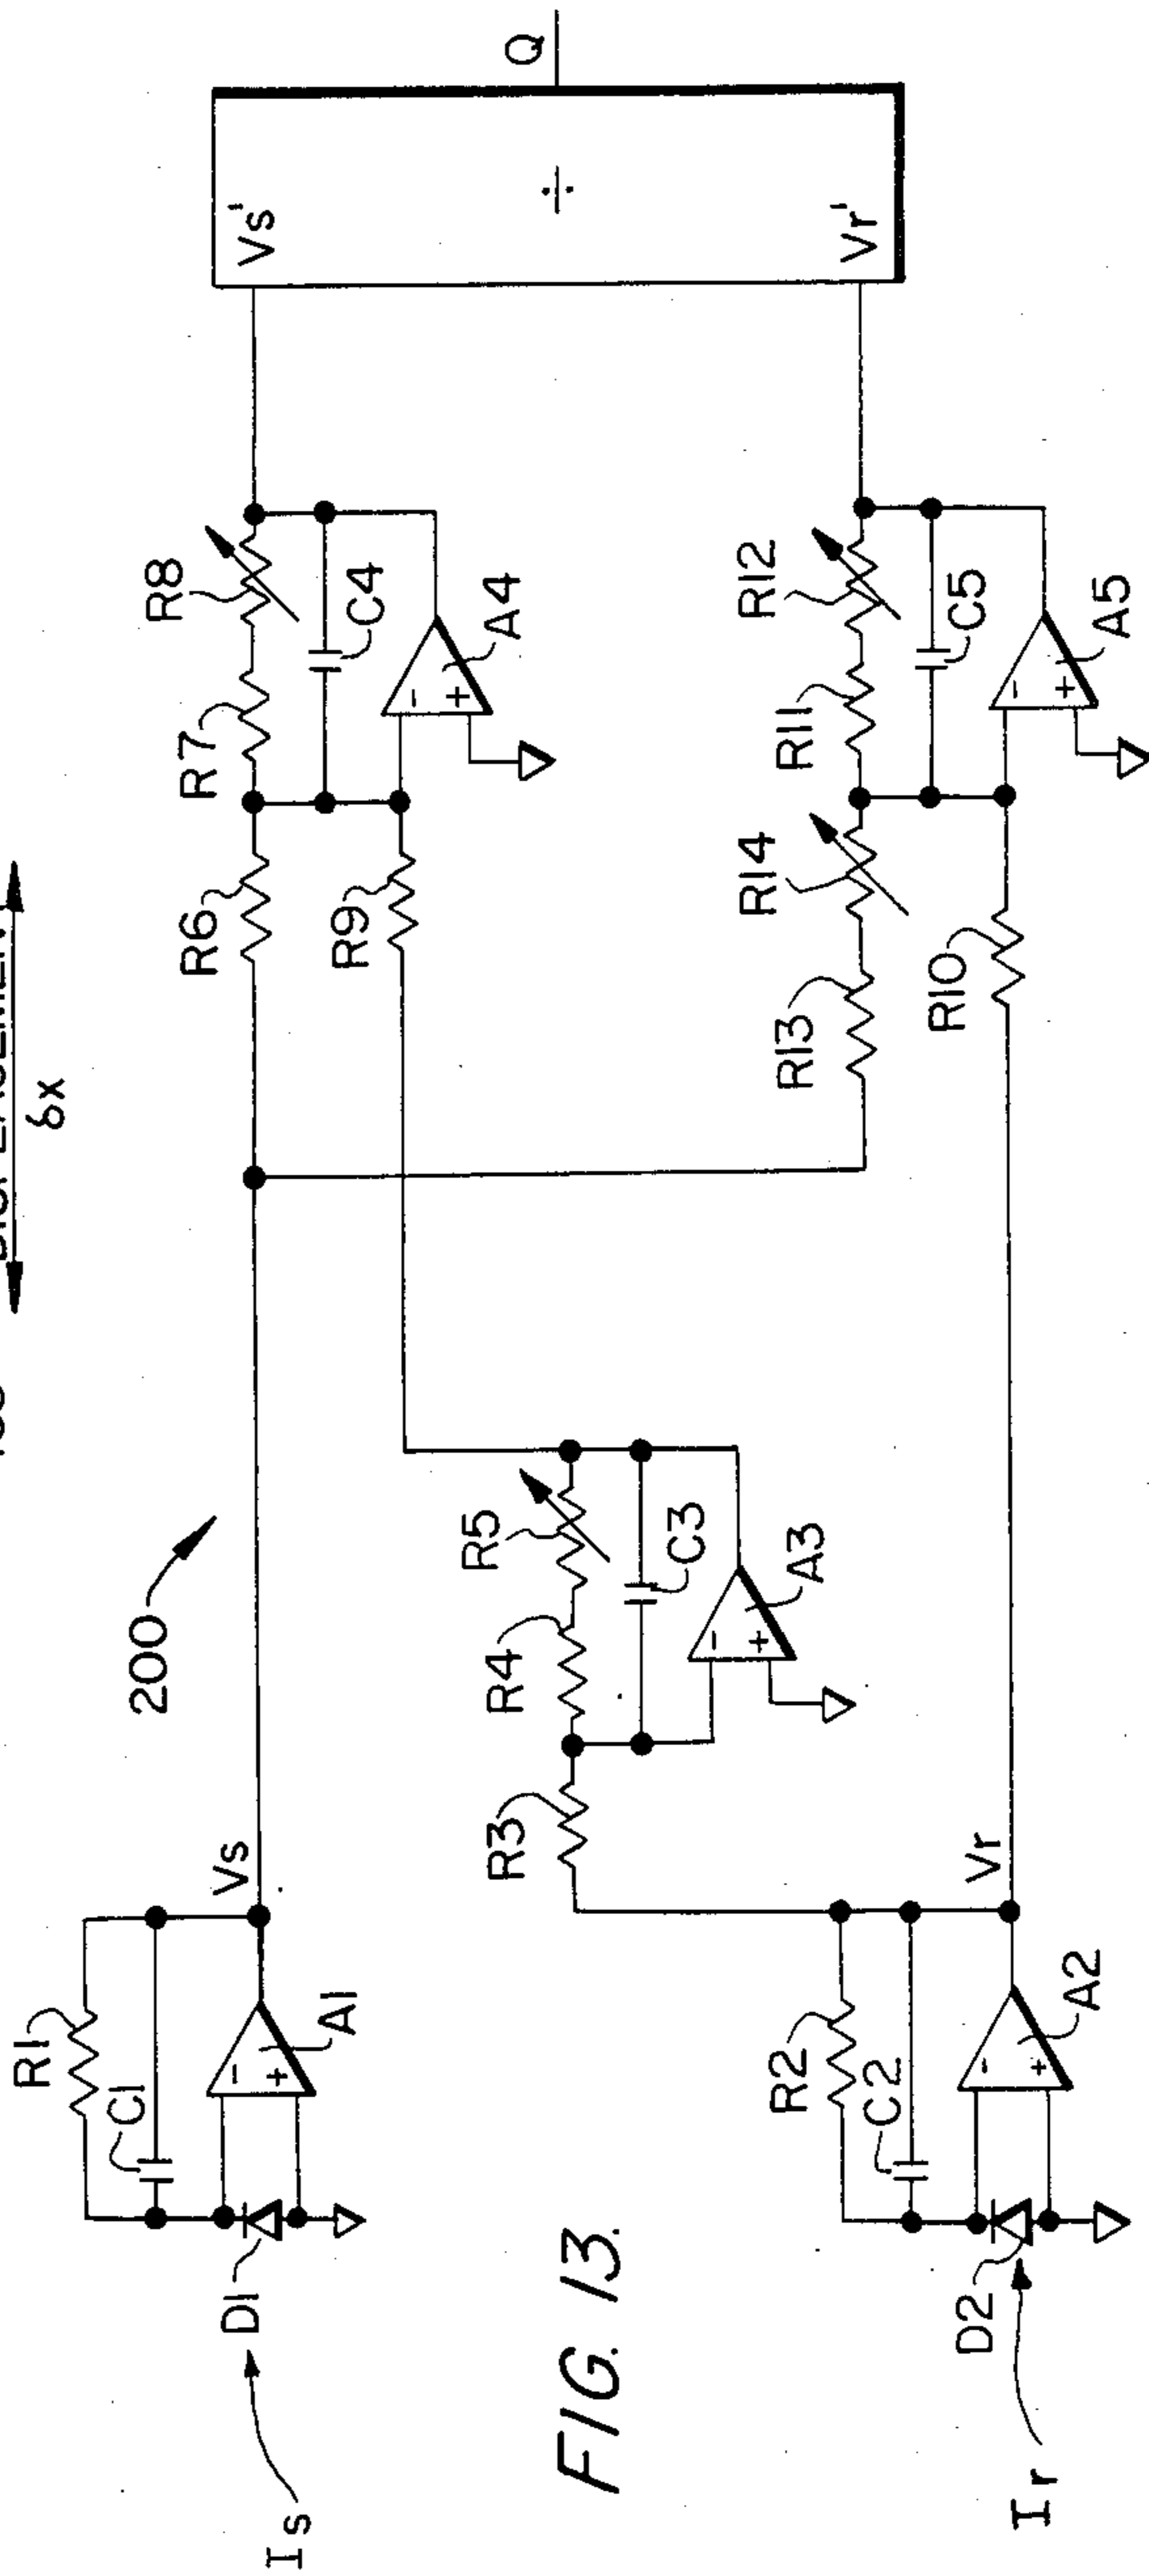 DISPLACEMENT
δx
200
Is
D1
R1
C1
-
+
A1
Vs
R6
R7
R8
C4
-
+
A4
R9
Vs'
÷
Vr'
Q
R3
R4
R5
C3
-
+
A3
R13
R14
R11
R12
C5
-
+
A5
R10
FIG. 13.
Ir
D2
R2
C2
-
+
A2
Vr